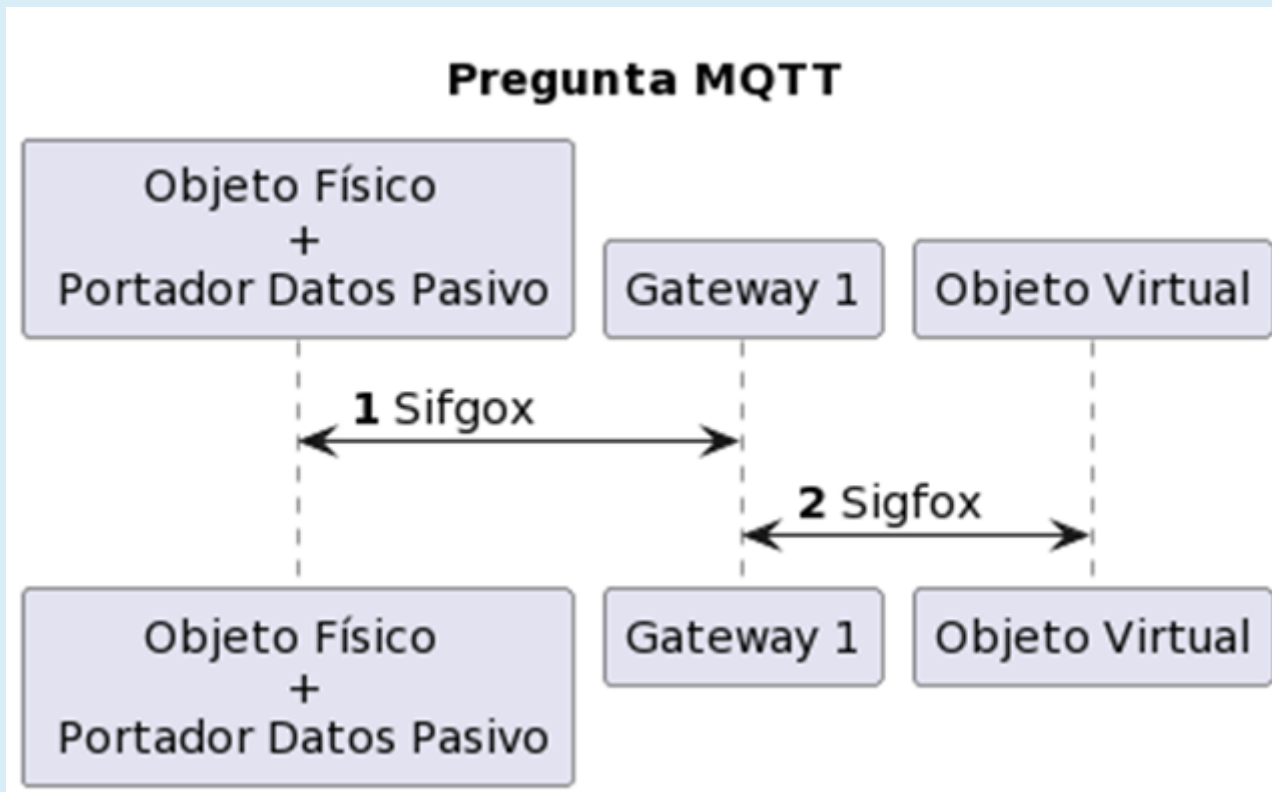 Pregunta MQTT
Objeto Físico
+
Portador Datos Pasivo
Gateway 1
Objeto Virtual
1 Sifgox
2 Sigfox
Objeto Físico
+
Portador Datos Pasivo
Gateway 1
Objeto Virtual